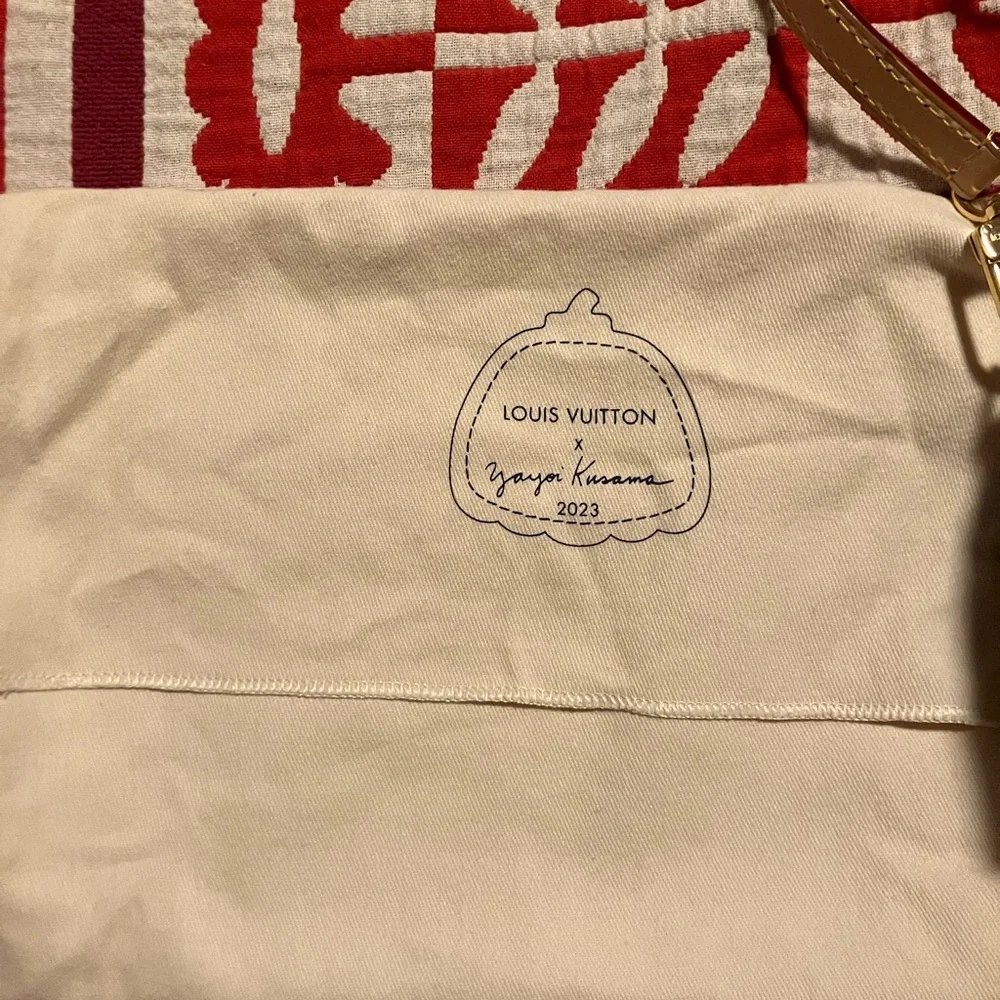 LOUIS VUITTON
x
Yayoi Kusama
2023